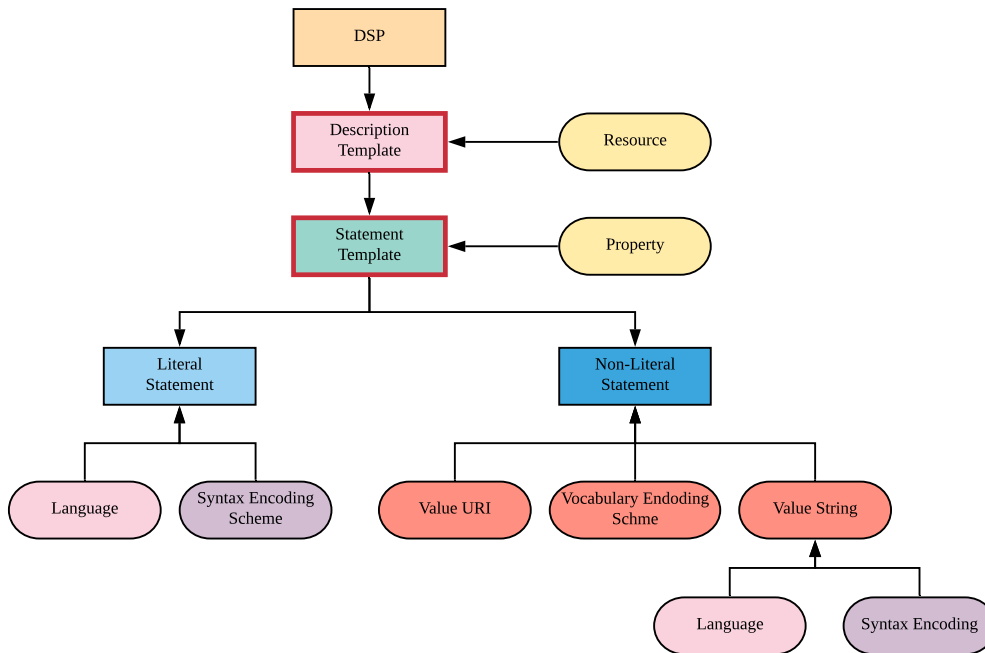 DSP
Description
Template
Resource
Statement
Template
Property
Literal
Statement
Non-Literal
Statement
Language
Syntax Encoding
Scheme
Value URI
Vocabulary Endoding
Schme
Value String
Language
Syntax Encoding